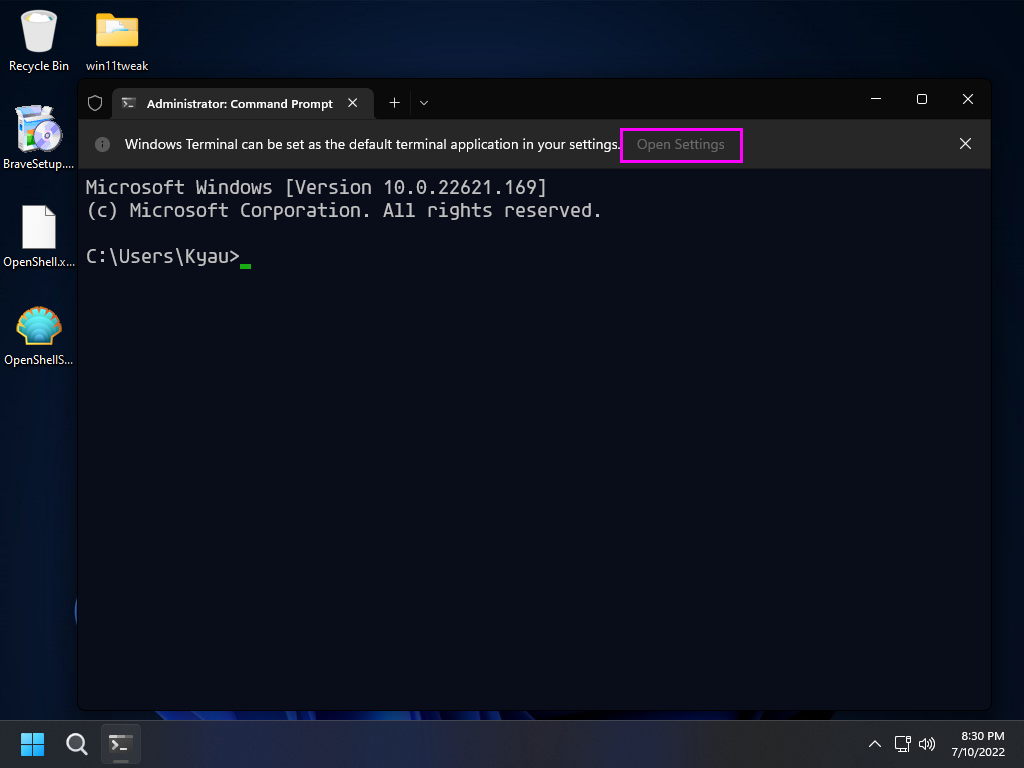 Recycle Bin
win11tweak
BraveSetup....
OpenShell.x...
OpenShellS...
Administrator: Command Prompt
Windows Terminal can be set as the default terminal application in your settings.
Open Settings
Microsoft Windows [Version 10.0.22621.169]
(c) Microsoft Corporation. All rights reserved.
C:\Users\Kyau>
8:30 PM
7/10/2022